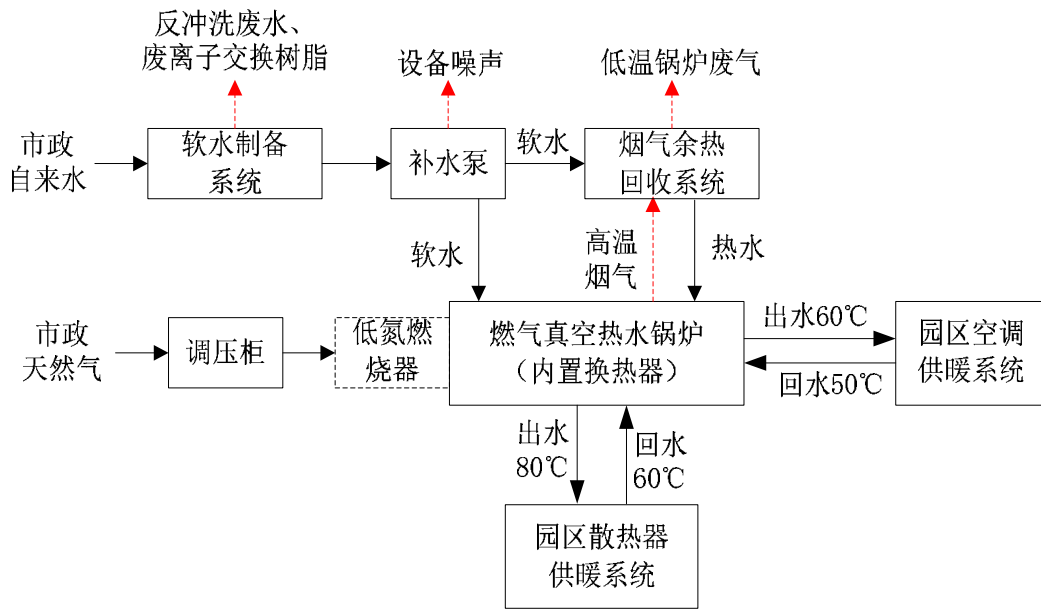 反冲洗废水、
废离子交换树脂
设备噪声
低温锅炉废气
市政
自来水
软水制备
系统
补水泵
软水
烟气余热
回收系统
软水
高温
烟气
热水
市政
天然气
调压柜
低氮燃
烧器
燃气真空热水锅炉
（内置换热器）
出水60℃
回水50℃
园区空调
供暖系统
出水
80℃
回水
60℃
园区散热器
供暖系统